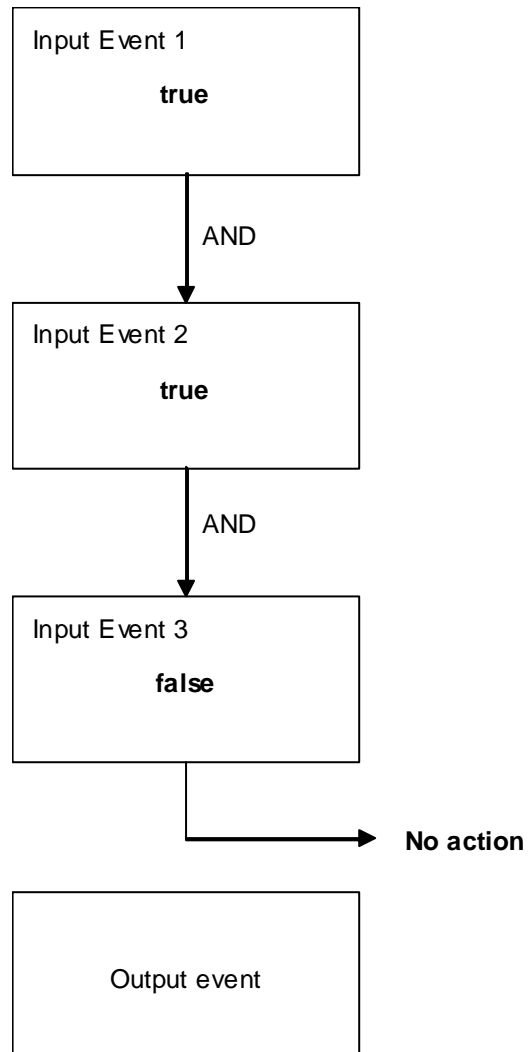 Input Event 1
true
AND
Input Event 2
true
AND
Input Event 3
false
No action
Output event